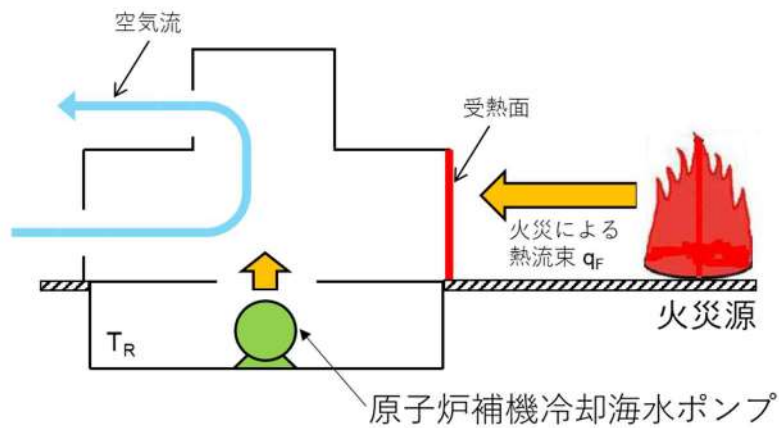 空気流
受熱面
火災による
熱流束 qF
火災源
TR
原子炉補機冷却海水ポンプ